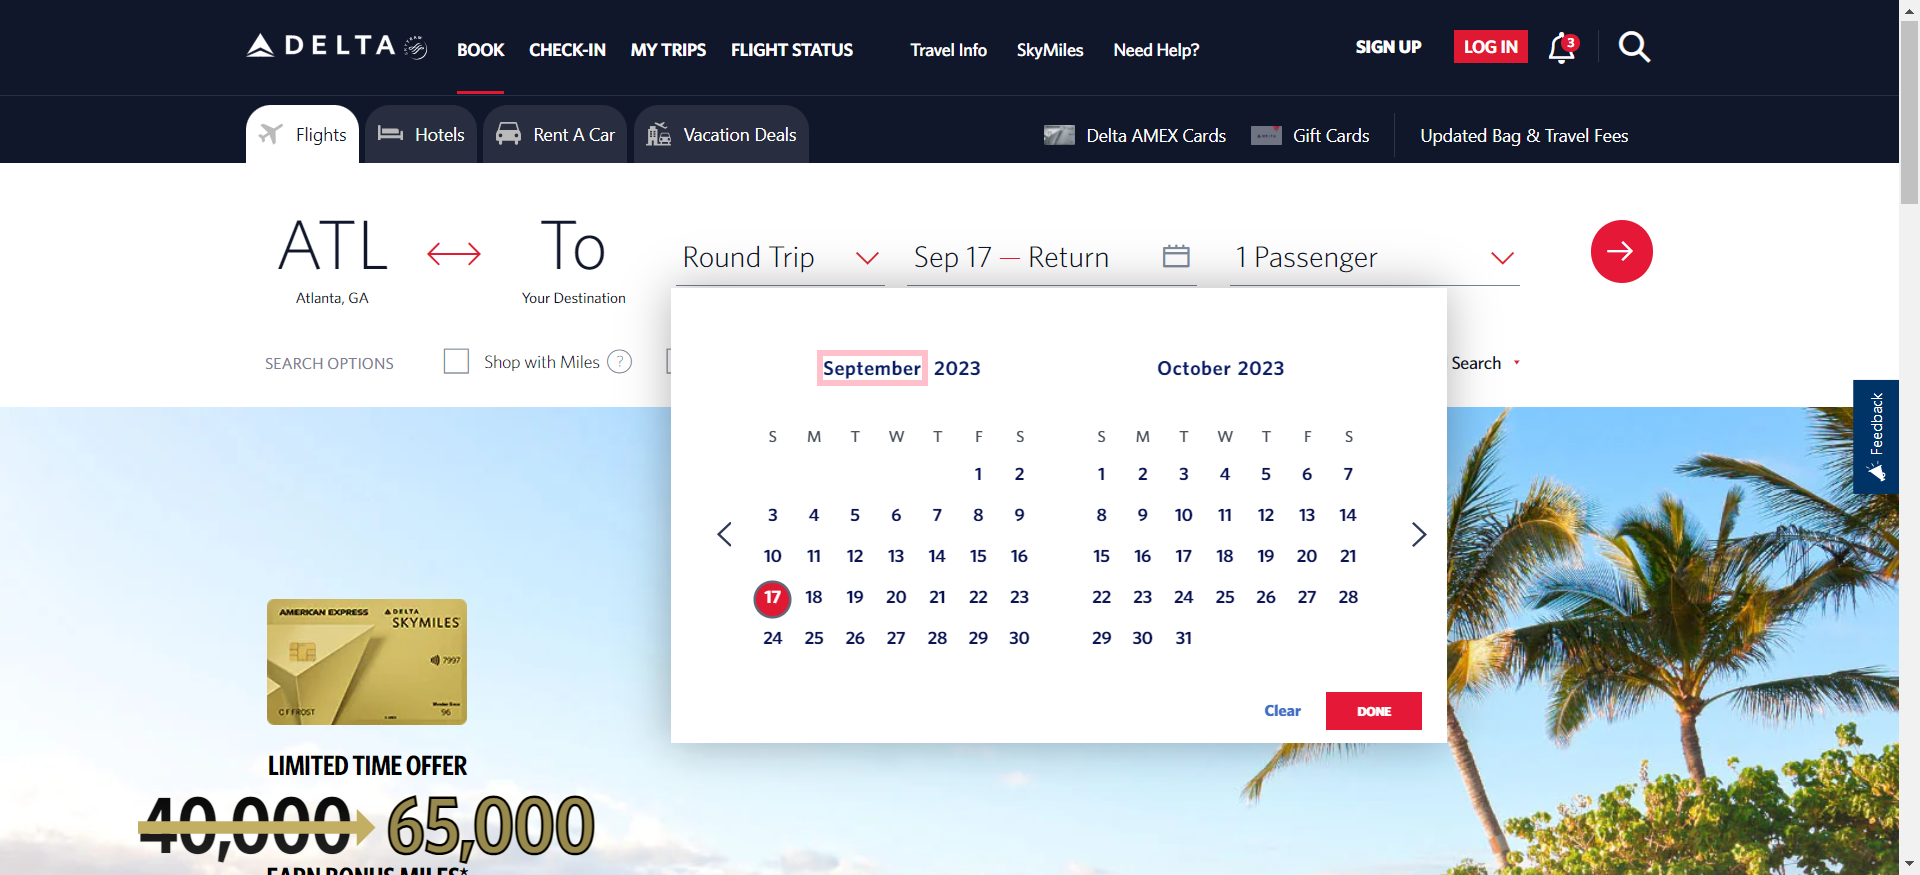 DELTA BOOK CHECK-IN MY TRIPS FLIGHT STATUS Travel Info SkyMiles Need Help? SIGN UP LOG IN 3
Flights Hotels Rent A Car Vacation Deals Delta AMEX Cards Gift Cards Updated Bag & Travel Fees
ATL To
Round Trip Sep 17 — Return 1 Passenger
Atlanta, GA Your Destination
SEARCH OPTIONS Shop with Miles ? Search
September 2023 October 2023
Feedback
S M T W T F S S M T W T F S
1 2 1 2 3 4 5 6 7
3 4 5 6 7 8 9 8 9 10 11 12 13 14
10 11 12 13 14 15 16 15 16 17 18 19 20 21
17 18 19 20 21 22 23 22 23 24 25 26 27 28
24 25 26 27 28 29 30 29 30 31
Clear DONE
AMERICAN EXPRESS DELTA
SKYMILES
7997
C F FROST 96
LIMITED TIME OFFER
40,000 65,000
EARN BONUS MILES*